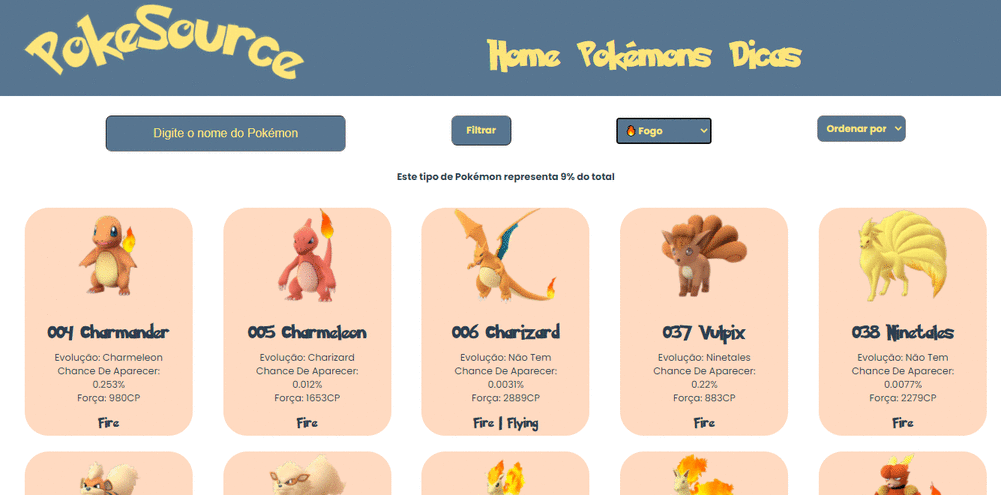 PokeSource
Home Pokémons Dicas
Digite o nome do Pokémon
Filtrar
🔥 Fogo
Ordenar por
Este tipo de Pokémon representa 9% do total
004 Charmander
Evolução: Charmeleon
Chance De Aparecer:
0.253%
Força: 980CP
Fire
005 Charmeleon
Evolução: Charizard
Chance De Aparecer:
0.012%
Força: 1653CP
Fire
006 Charizard
Evolução: Não Tem
Chance De Aparecer:
0.0031%
Força: 2889CP
Fire | Flying
037 Vulpix
Evolução: Ninetales
Chance De Aparecer:
0.22%
Força: 883CP
Fire
038 Ninetales
Evolução: Não Tem
Chance De Aparecer:
0.0077%
Força: 2279CP
Fire